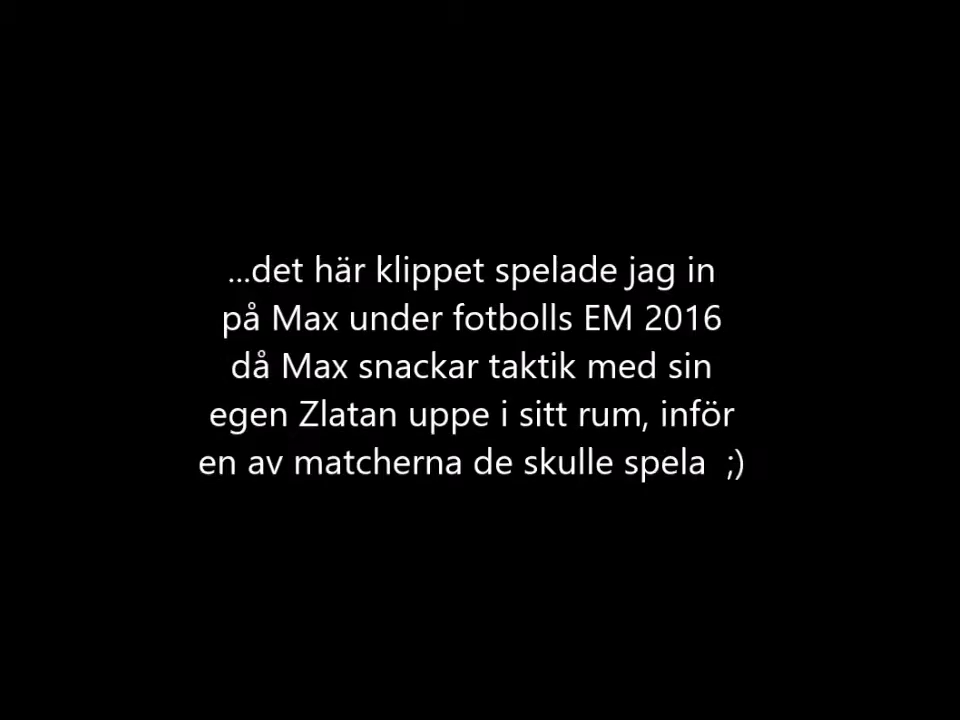 ...det här klippet spelade jag in
på Max under fotbolls EM 2016
då Max snackar taktik med sin
egen Zlatan uppe i sitt rum, inför
en av matcherna de skulle spela  ;)